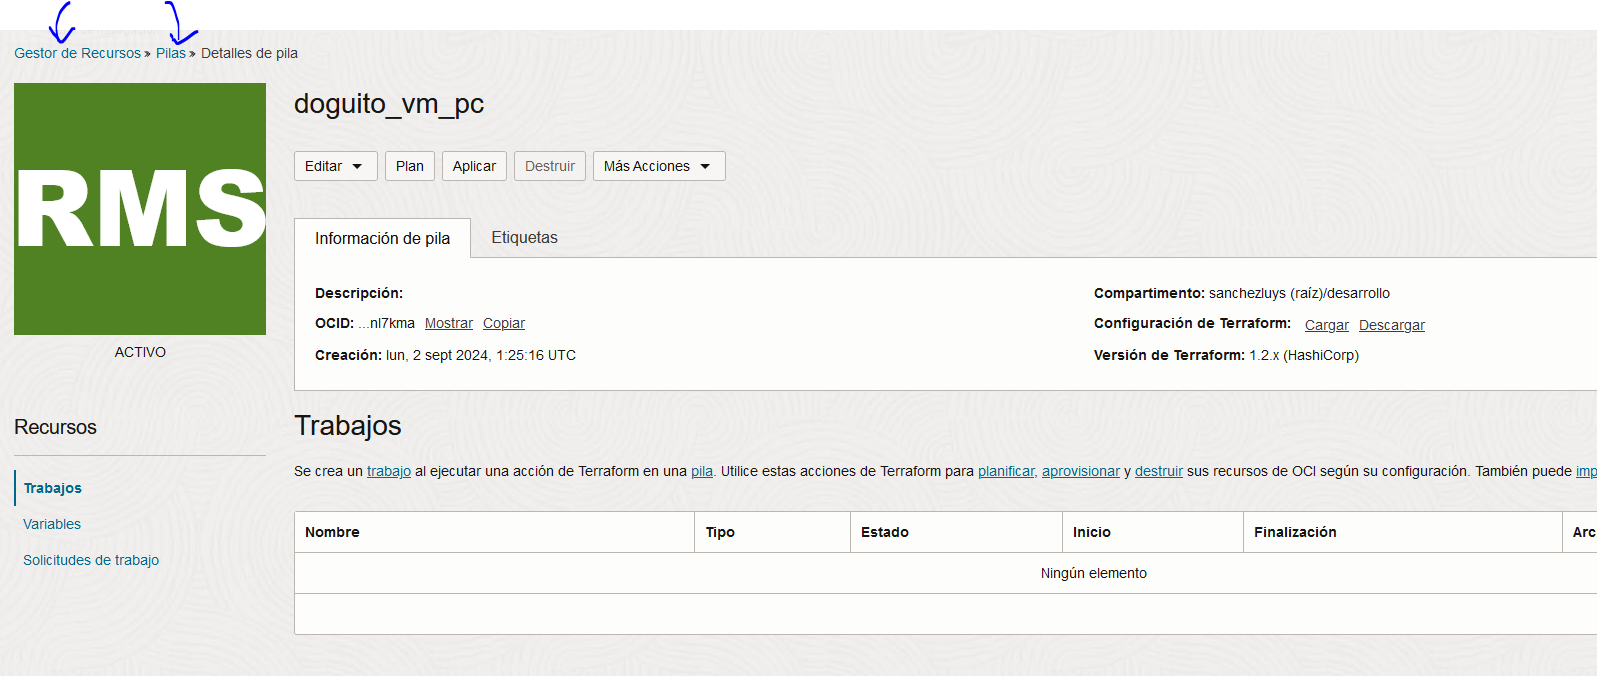 Gestor de Recursos » Pilas » Detalles de pila
RMS
ACTIVO
doguito_vm_pc
Editar Plan Aplicar Destruir Más Acciones
Información de pila Etiquetas
Descripción:
OCID: ...nl7kma Mostrar Copiar
Creación: lun, 2 sept 2024, 1:25:16 UTC
Compartimento: sanchezluys (raíz)/desarrollo
Configuración de Terraform: Cargar Descargar
Versión de Terraform: 1.2.x (HashiCorp)
Recursos
Trabajos
Variables
Solicitudes de trabajo
Trabajos
Se crea un trabajo al ejecutar una acción de Terraform en una pila. Utilice estas acciones de Terraform para planificar, aprovisionar y destruir sus recursos de OCI según su configuración. También puede imp
Nombre Tipo Estado Inicio Finalización Arc
Ningún elemento